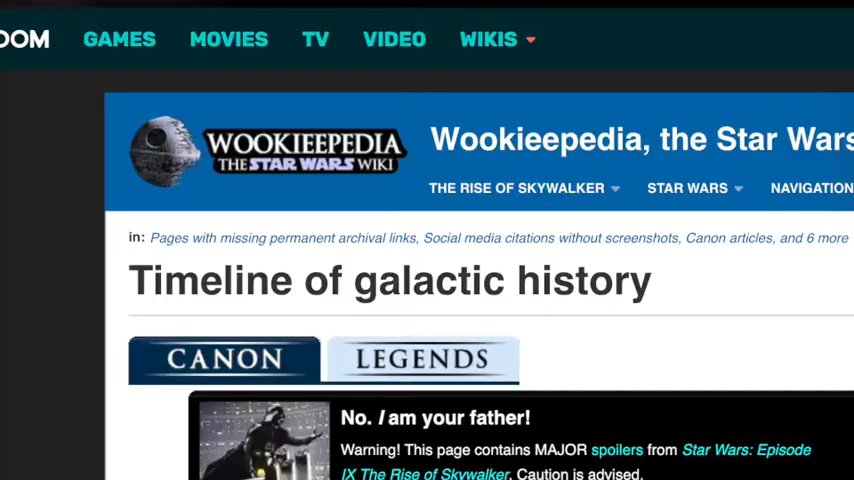 OOM GAMES MOVIES TV VIDEO WIKIS
WOOKIEEPEDIA
THE STAR WARS WIKI
Wookieepedia, the Star Wars
THE RISE OF SKYWALKER STAR WARS NAVIGATION
in: Pages with missing permanent archival links, Social media citations without screenshots, Canon articles, and 6 more
Timeline of galactic history
CANON LEGENDS
No. I am your father!
Warning! This page contains MAJOR spoilers from Star Wars: Episode
IX The Rise of Skywalker. Caution is advised.